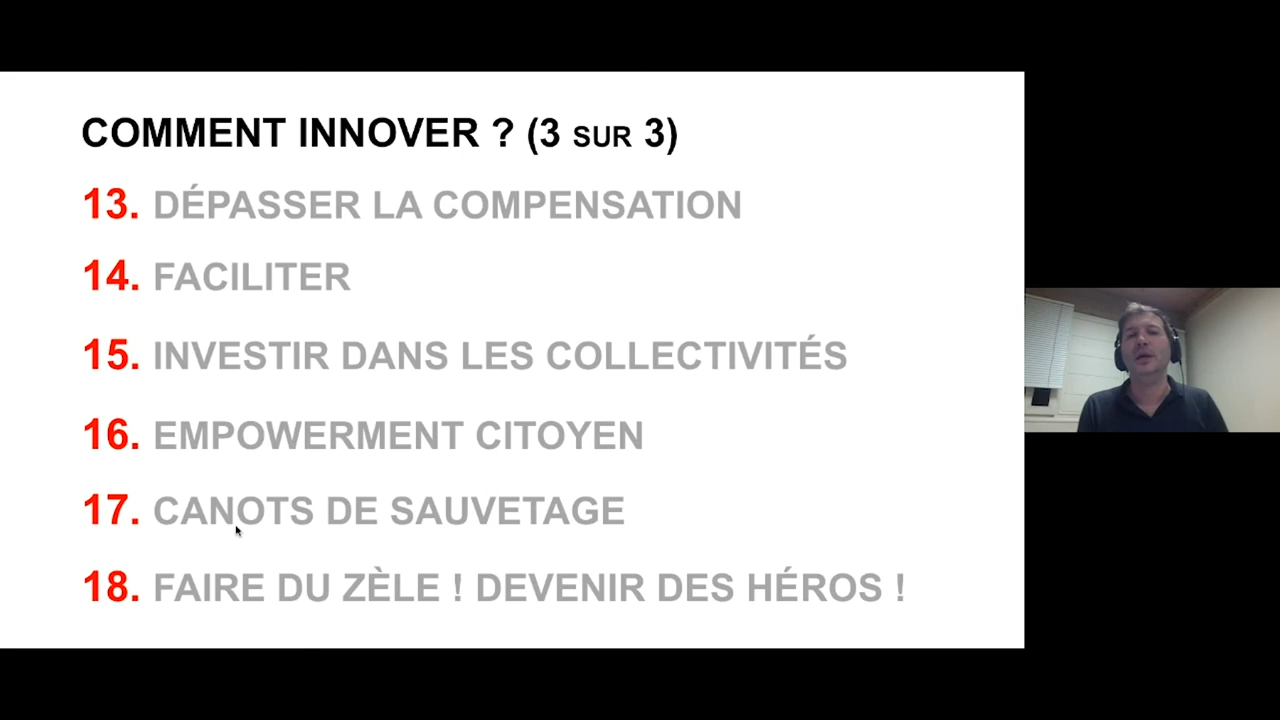 COMMENT INNOVER ? (3 SUR 3)
13. DÉPASSER LA COMPENSATION
14. FACILITER
15. INVESTIR DANS LES COLLECTIVITÉS
16. EMPOWERMENT CITOYEN
17. CANOTS DE SAUVETAGE
18. FAIRE DU ZÈLE ! DEVENIR DES HÉROS !